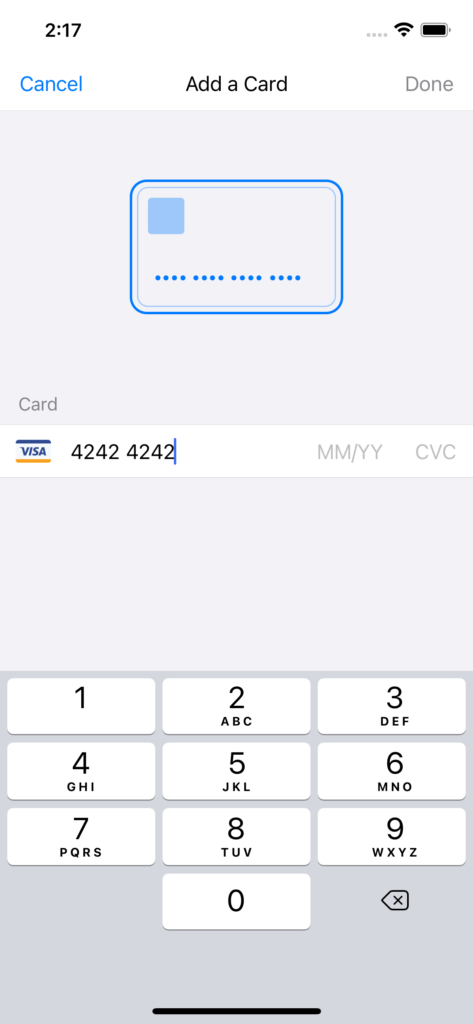 2:17
Cancel Add a Card Done
Card
VISA 4242 4242 MM/YY CVC
1 2 3
ABC DEF
4 5 6
GHI JKL MNO
7 8 9
PQRS TUV WXYZ
0